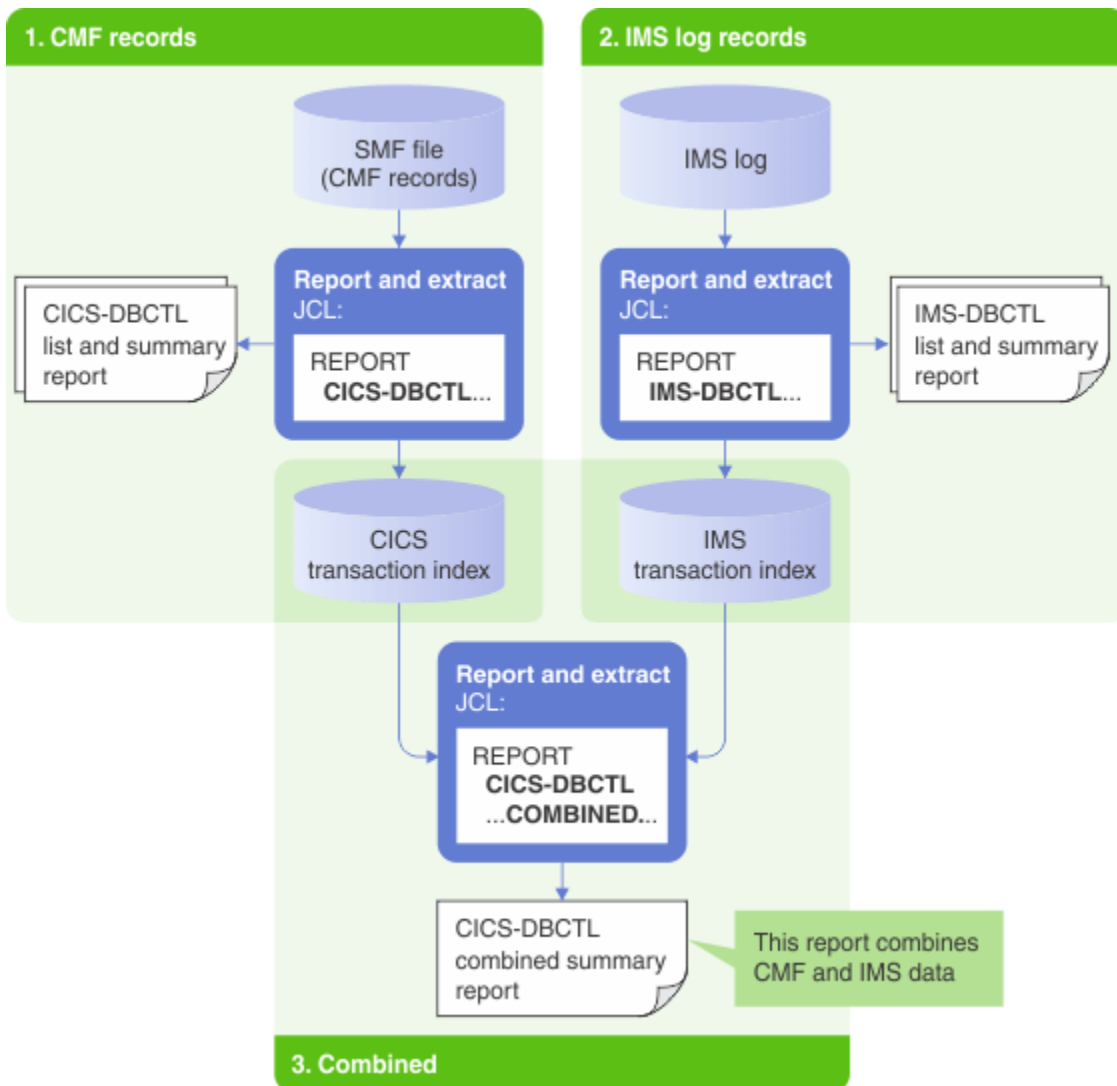 1. CMF records
2. IMS log records
SMF file
(CMF records)
IMS log
Report and extract
JCL:
REPORT
CICS-DBCTL...
Report and extract
JCL:
REPORT
IMS-DBCTL...
CICS-DBCTL
list and summary
report
IMS-DBCTL
list and summary
report
CICS
transaction index
IMS
transaction index
Report and extract
JCL:
REPORT
CICS-DBCTL
...COMBINED...
CICS-DBCTL
combined summary
report
This report combines
CMF and IMS data
3. Combined